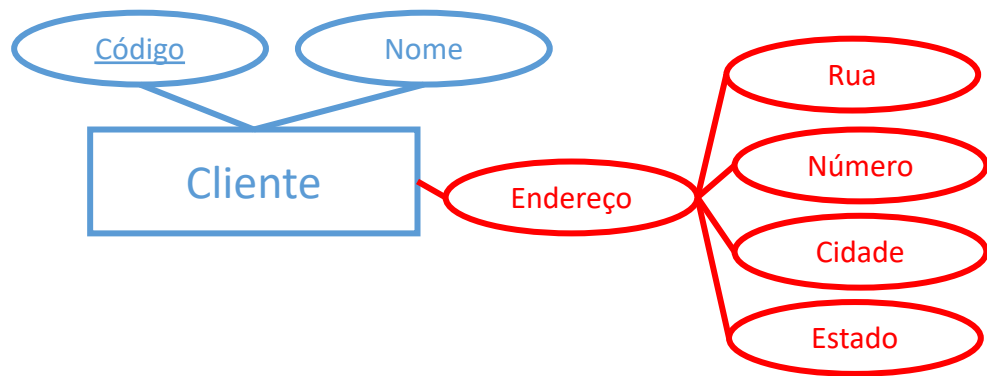 Código
Nome
Cliente
Endereço
Rua
Número
Cidade
Estado